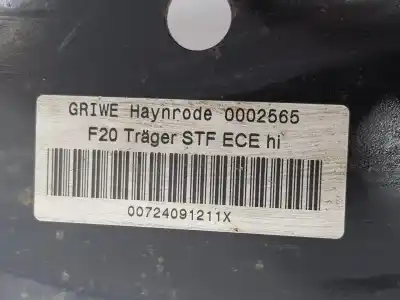 GRIWE Haynrode 0002565
F20 Träger STF ECE hi
00724091211X